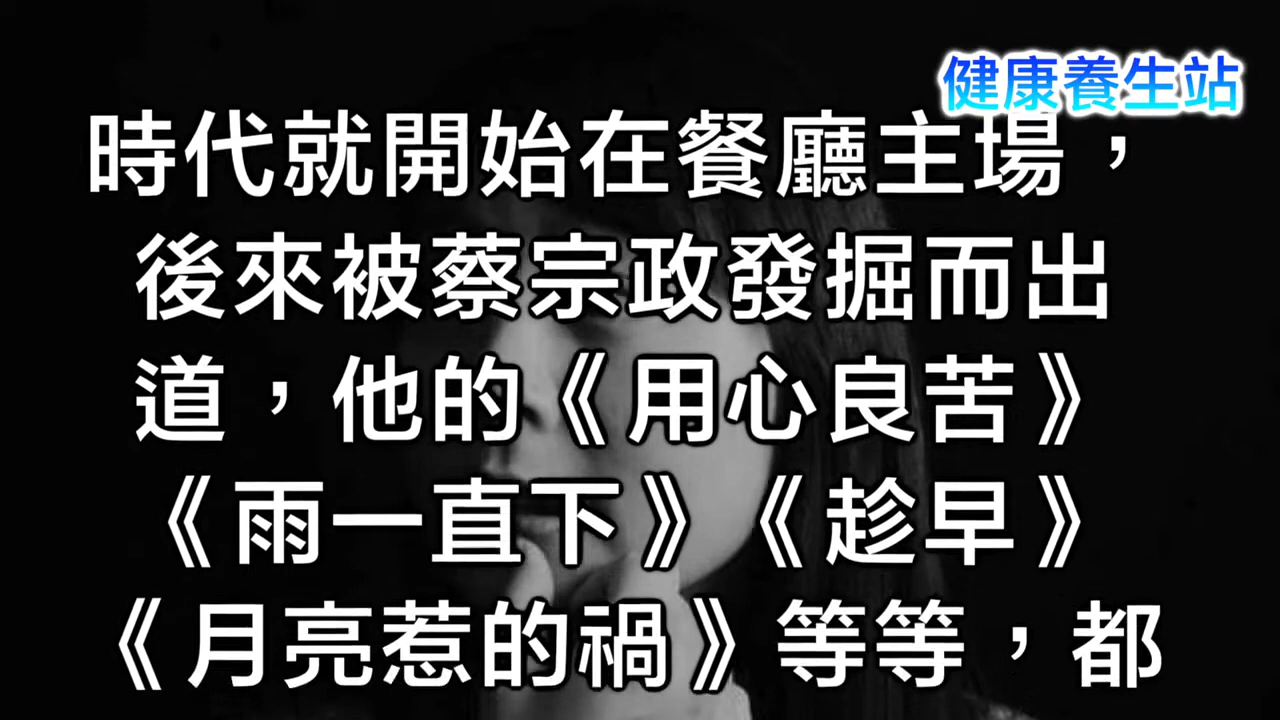 健康養生站
時代就開始在餐廳主場，
後來被蔡宗政發掘而出
道，他的《用心良苦》
《雨一直下》《趁早》
《月亮惹的禍》等等，都